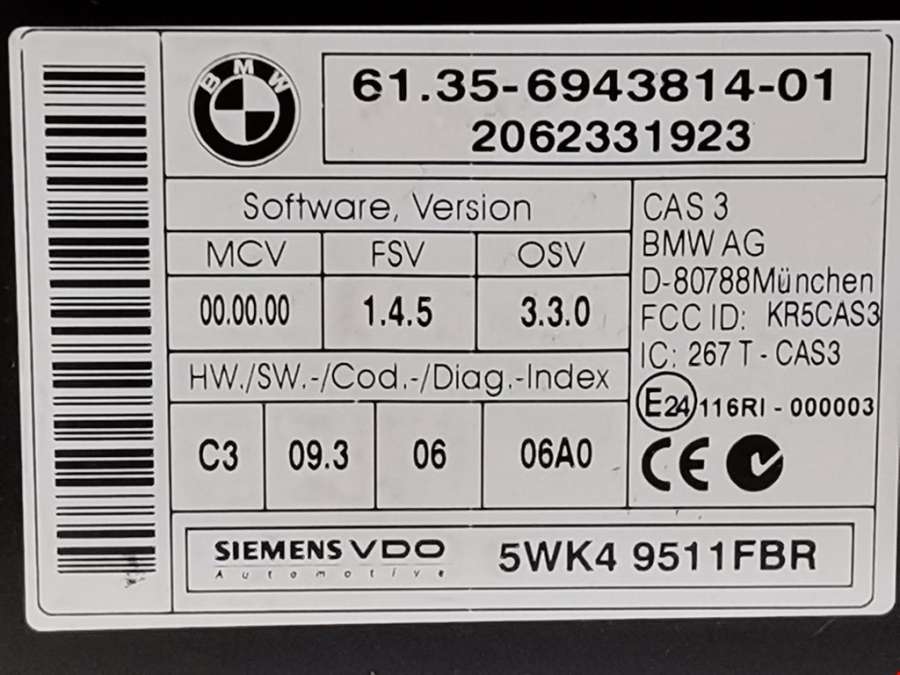 BMW
61.35-6943814-01
2062331923
Software, Version
MCV FSV OSV
00.00.00 1.4.5 3.3.0
HW./SW.-/Cod.-/Diag.-Index
C3 09.3 06 06A0
CAS 3
BMW AG
D-80788München
FCC ID: KR5CAS3
IC: 267 T - CAS3
E24 116RI - 000003
CE
SIEMENS VDO
Automotive
5WK4 9511FBR